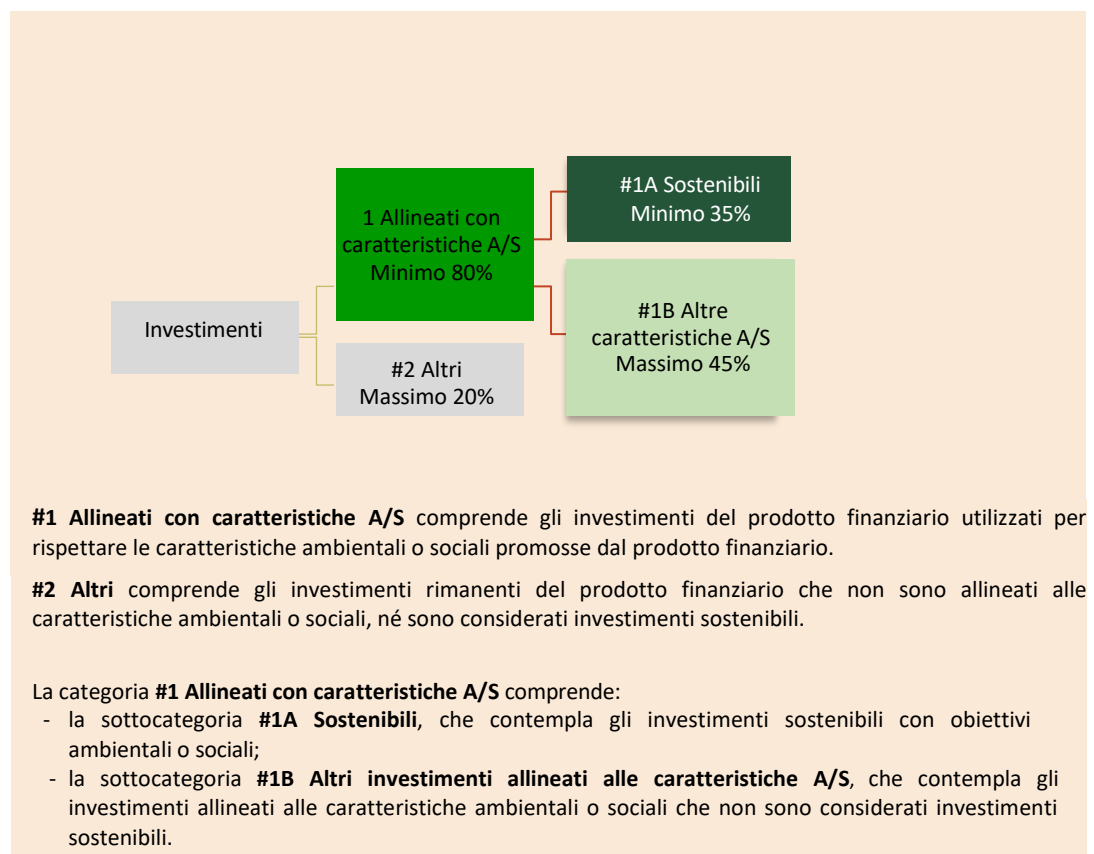 #1A Sostenibili
Minimo 35%
1 Allineati con
caratteristiche A/S
Minimo 80%
#1B Altre
caratteristiche A/S
Massimo 45%
Investimenti
#2 Altri
Massimo 20%
#1 Allineati con caratteristiche A/S comprende gli investimenti del prodotto finanziario utilizzati per
rispettare le caratteristiche ambientali o sociali promosse dal prodotto finanziario.
#2 Altri comprende gli investimenti rimanenti del prodotto finanziario che non sono allineati alle
caratteristiche ambientali o sociali, né sono considerati investimenti sostenibili.
La categoria #1 Allineati con caratteristiche A/S comprende:
- la sottocategoria #1A Sostenibili, che contempla gli investimenti sostenibili con obiettivi
ambientali o sociali;
- la sottocategoria #1B Altri investimenti allineati alle caratteristiche A/S, che contempla gli
investimenti allineati alle caratteristiche ambientali o sociali che non sono considerati investimenti
sostenibili.